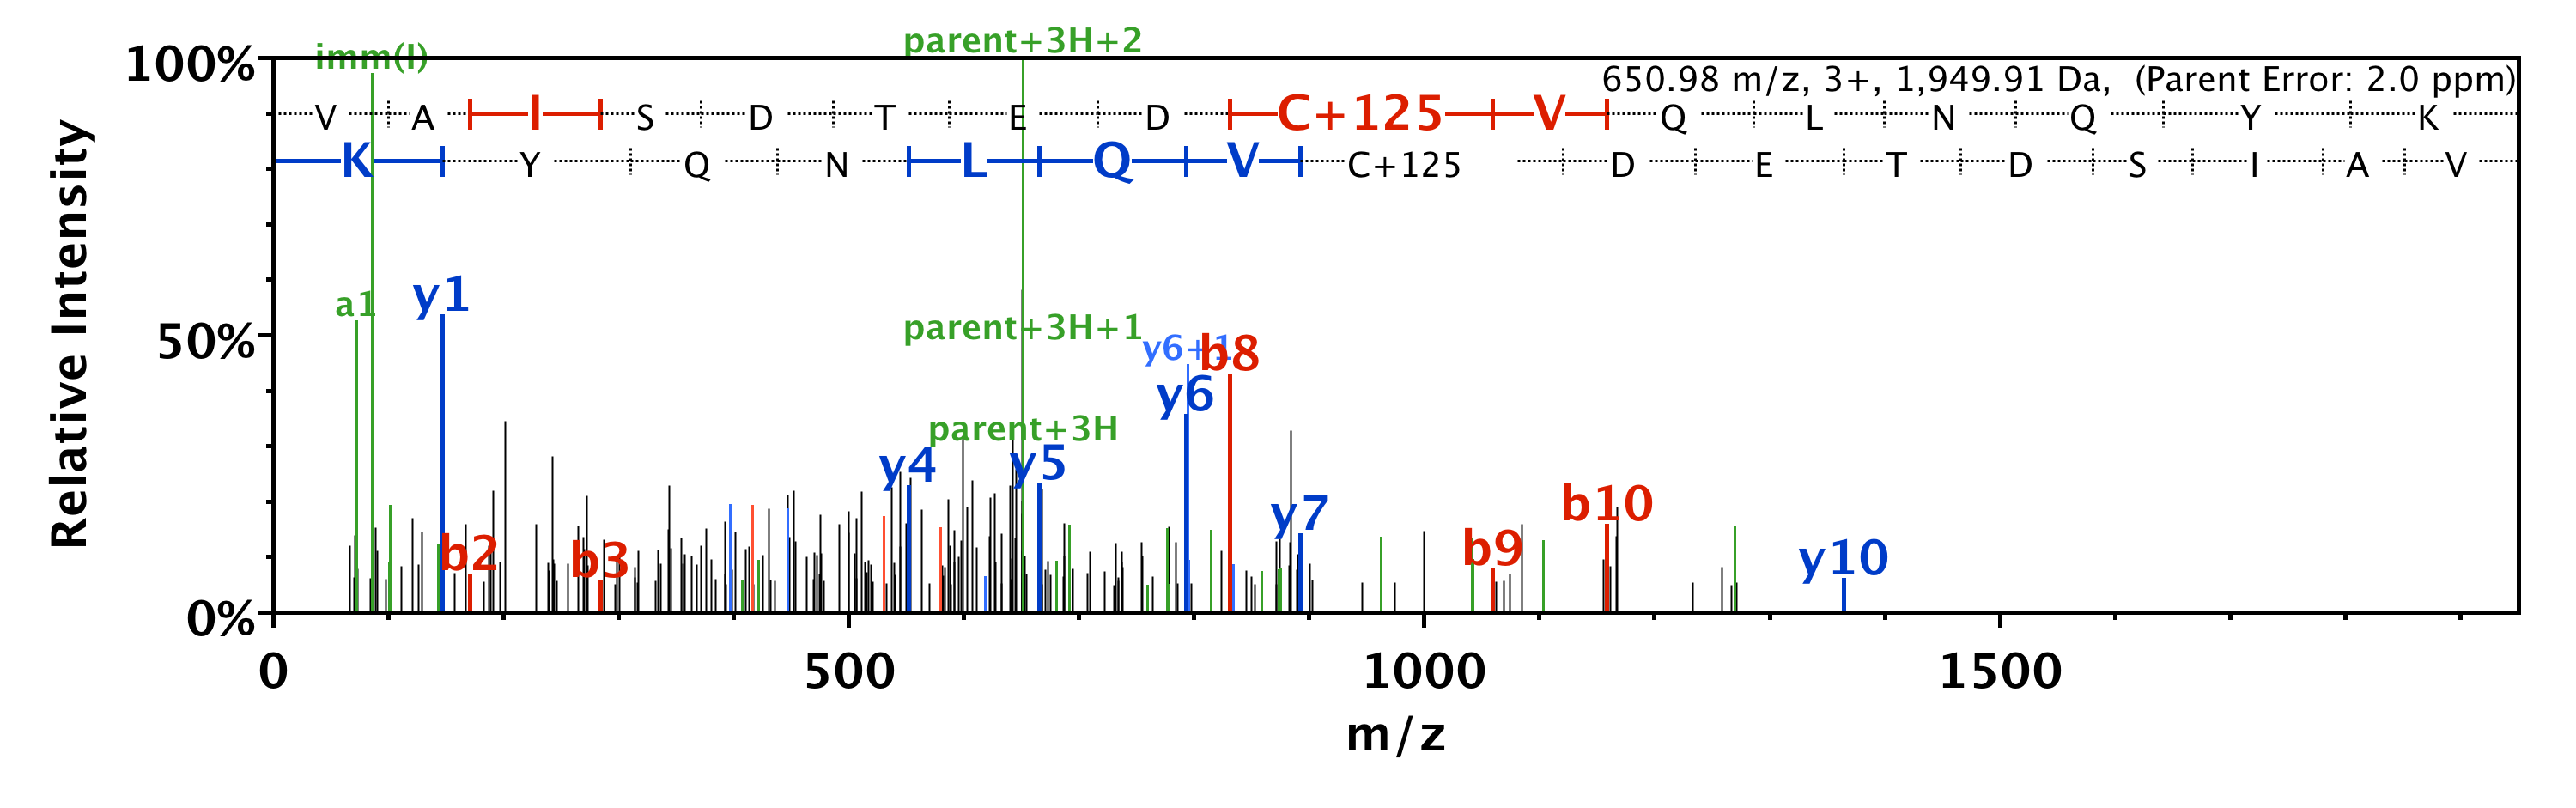 parent+3H+2
imm(I)
100%
650.98 m/z, 3+, 1,949.91 Da, (Parent Error: 2.0 ppm)
V A I S D T E D C+125 V Q L N Q Y K
K Y Q N L Q V C+125 D E T D S I A V
Relative Intensity
a1
y1
parent+3H+1
50%
y6+1
b8
y6
parent+3H
y4
y5
y7
b10
b2
b3
b9
y10
0%
0
500
1000
1500
m/z